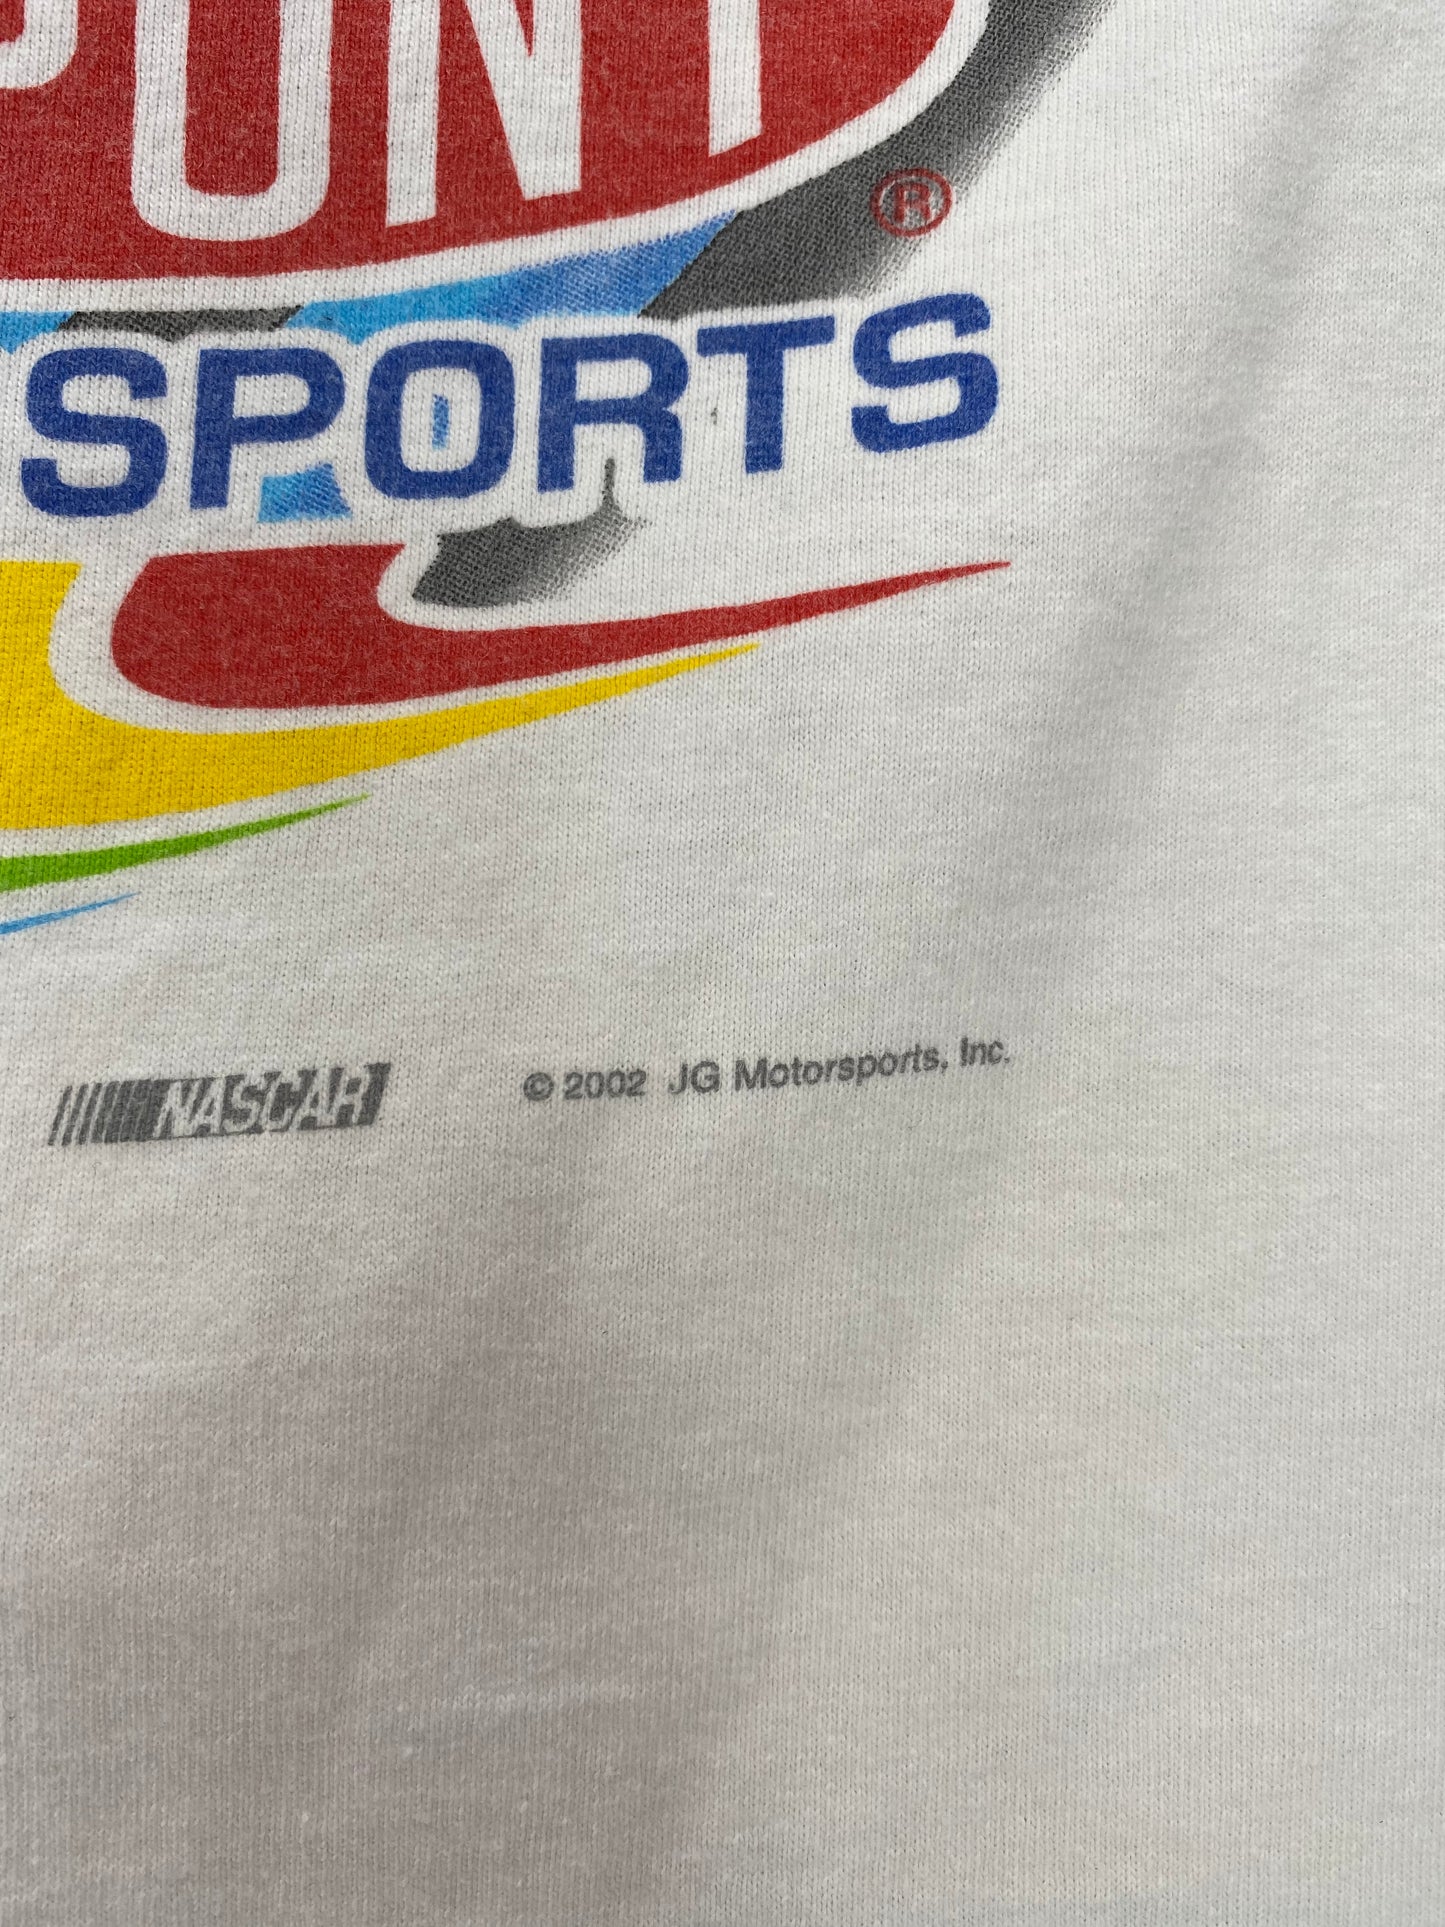 PONT
®
SPORTS
NASCAR © 2002 JG Motorsports, Inc.